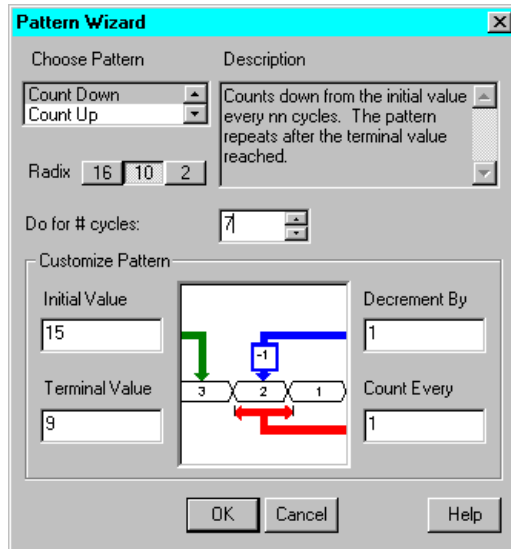 Pattern Wizard
Choose Pattern
Description
Count Down
Count Up
Counts down from the initial value
every nn cycles. The pattern
repeats after the terminal value
reached.
Radix 16 10 2
Do for # cycles: 7
Customize Pattern
Initial Value
15
Decrement By
1
-1
3 2 1
Terminal Value
9
Count Every
1
OK Cancel Help